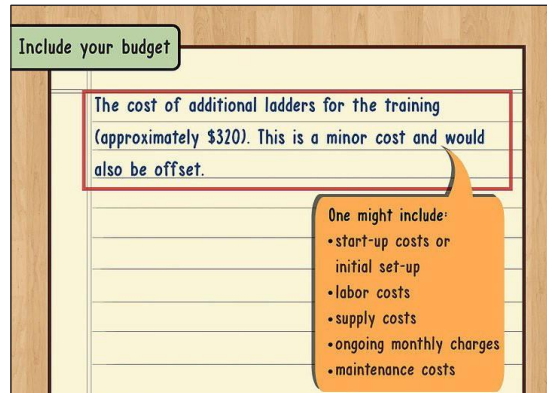 Include your budget
The cost of additional ladders for the training
(approximately $320). This is a minor cost and would
also be offset.
One might include:
•start-up costs or
initial set-up
•labor costs
•supply costs
•ongoing monthly charges
•maintenance costs